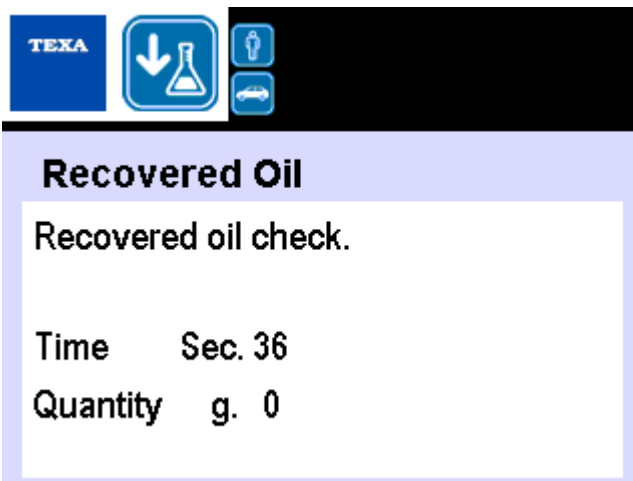 TEXA
Recovered Oil
Recovered oil check.
Time Sec. 36
Quantity g. 0